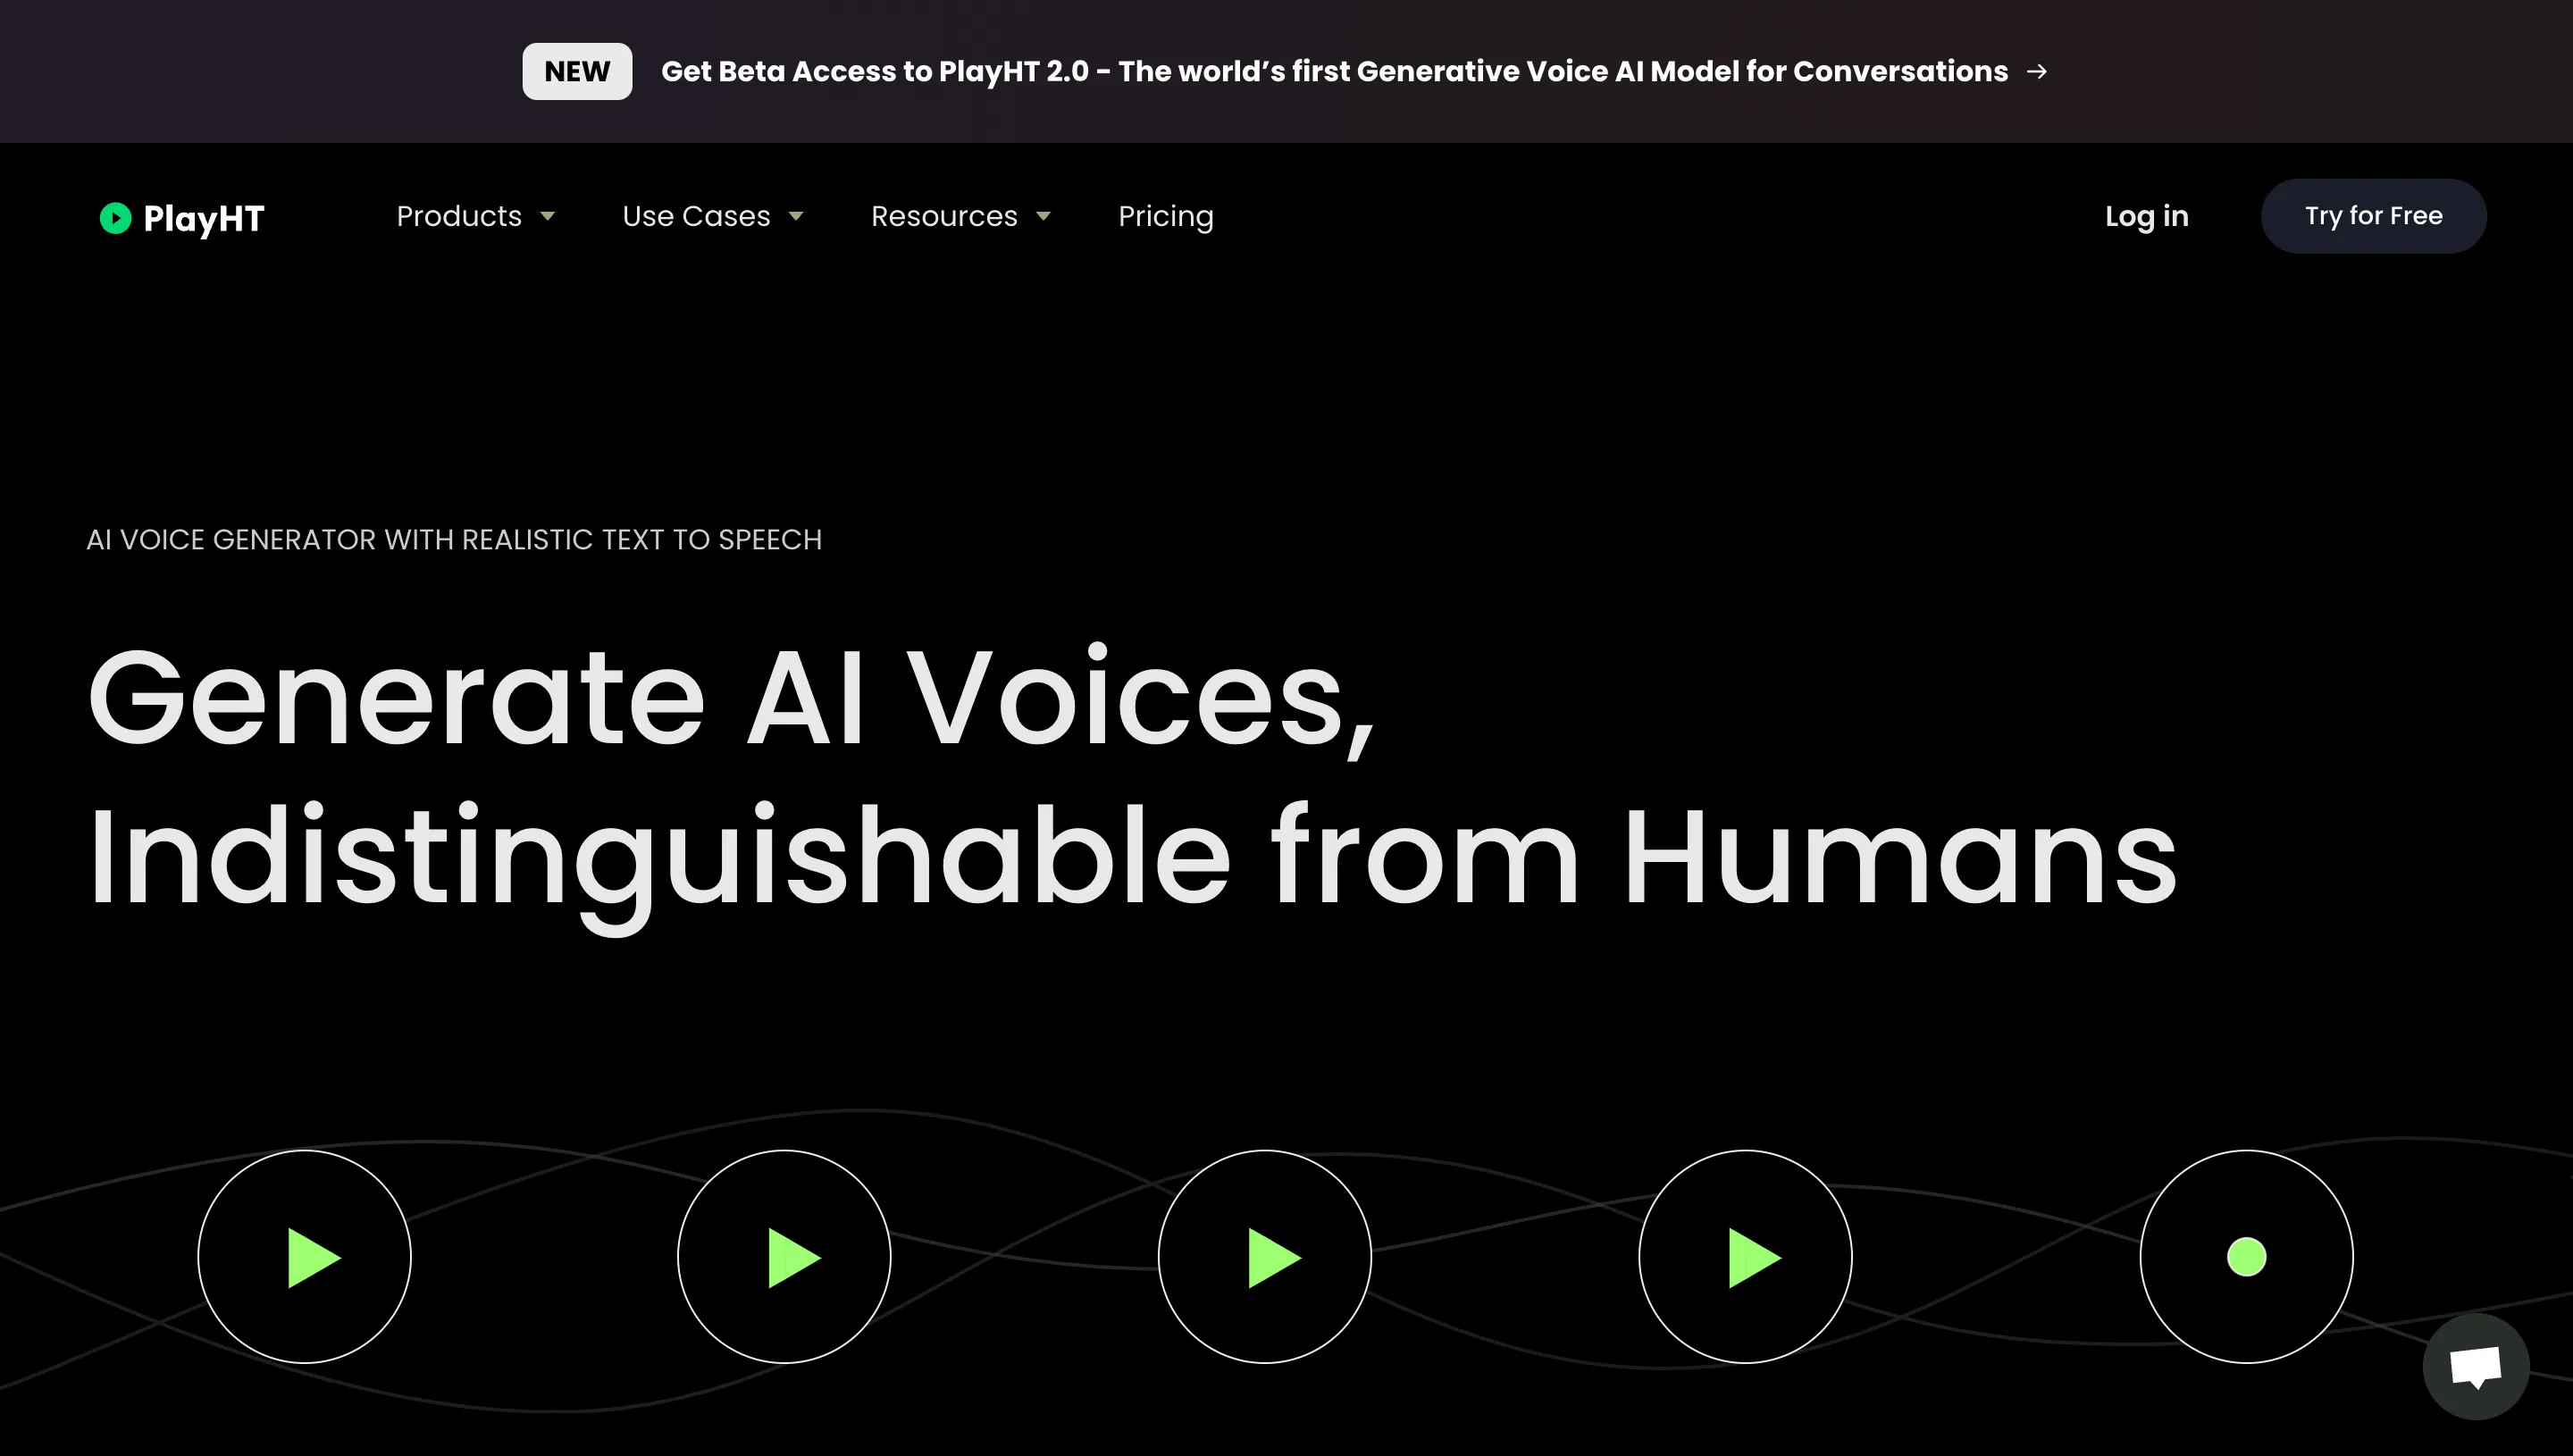 NEW Get Beta Access to PlayHT 2.0 - The world’s first Generative Voice AI Model for Conversations →
PlayHT Products Use Cases Resources Pricing Log in Try for Free
AI VOICE GENERATOR WITH REALISTIC TEXT TO SPEECH
Generate AI Voices,
Indistinguishable from Humans